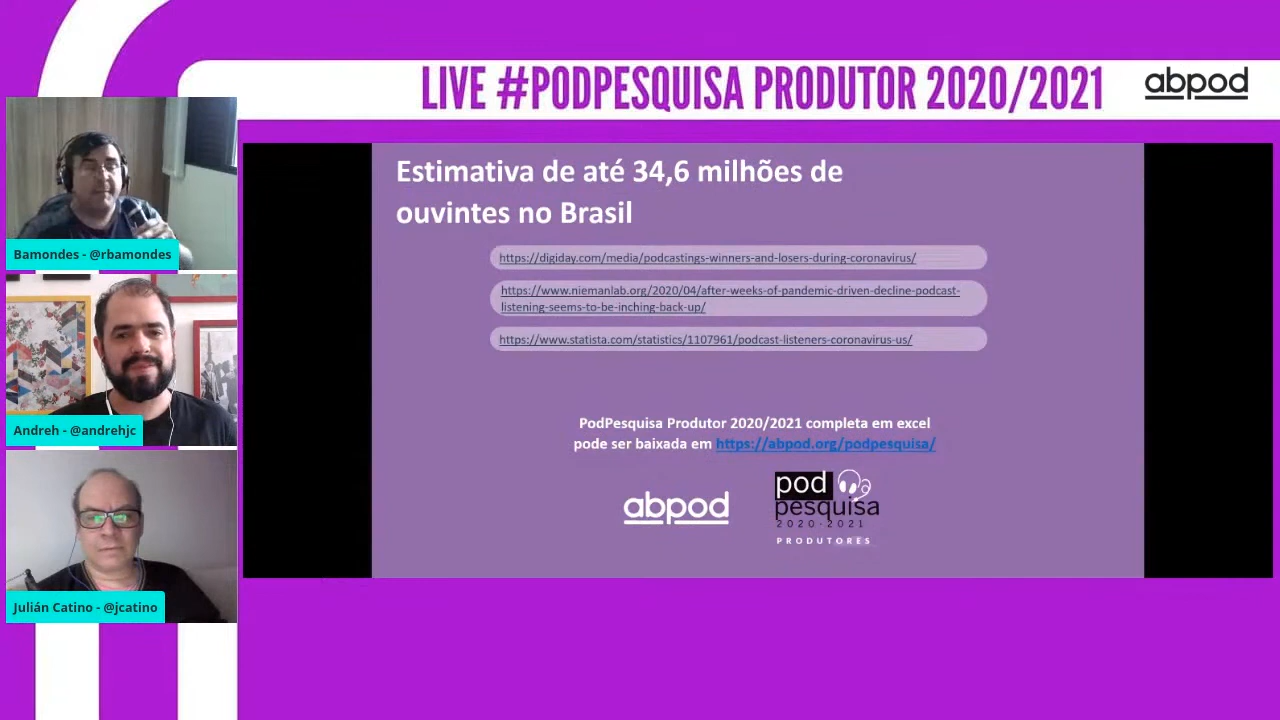 LIVE #PODPESQUISA PRODUTOR 2020/2021
abpod
Bamondes - @rbamondes
Andreh - @andrehjc
Julián Catino - @jcatino
Estimativa de até 34,6 milhões de
ouvintes no Brasil
https://digiday.com/media/podcastings-winners-and-losers-during-coronavirus/
https://www.niemanlab.org/2020/04/after-weeks-of-pandemic-driven-decline-podcast-
listening-seems-to-be-inching-back-up/
https://www.statista.com/statistics/1107961/podcast-listeners-coronavirus-us/
PodPesquisa Produtor 2020/2021 completa em excel
pode ser baixada em https://abpod.org/podpesquisa/
abpod
pod
pesquisa
2020-2021
PRODUTORES